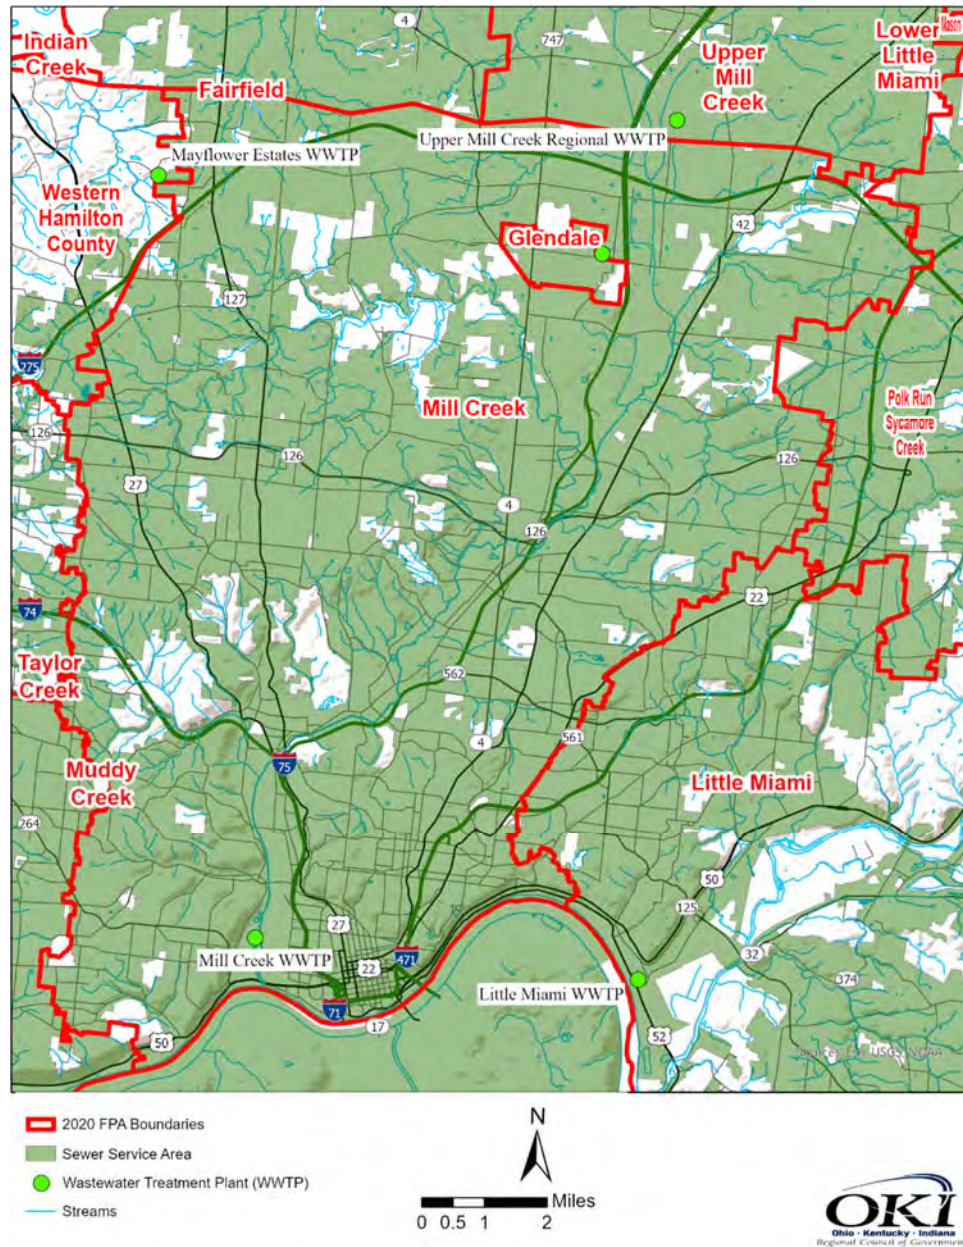 Indian
Creek
4
747
Fairfield
Upper
Mill
Creek
Lower
Little
Miami
Mason
Mayflower Estates WWTP
Upper Mill Creek Regional WWTP
Western
Hamilton
County
Glendale
42
127
275
Mill Creek
Polk Run
Sycamore
Creek
126
126
126
27
4
126
74
22
Taylor
Creek
562
4
561
75
Muddy
Creek
Little Miami
264
50
125
27
Mill Creek WWTP
22
471
32
374
Little Miami WWTP
71
17
50
52
2020 FPA Boundaries
Sewer Service Area
Wastewater Treatment Plant (WWTP)
Streams
N
Miles
0 0.5 1 2
OKI
Ohio · Kentucky · Indiana
Regional Council of Governments